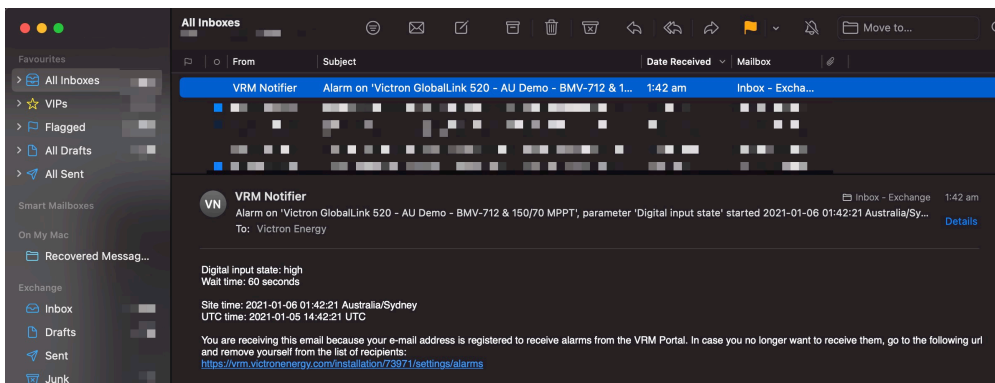 All Inboxes
Move to...
Favourites
All Inboxes
VIPs
Flagged
All Drafts
All Sent
Smart Mailboxes
On My Mac
Recovered Messag...
Exchange
Inbox
Drafts
Sent
Junk
From Subject Date Received Mailbox
VRM Notifier Alarm on 'Victron GlobalLink 520 - AU Demo - BMV-712 & 1... 1:42 am Inbox - Excha...
VN
VRM Notifier Inbox - Exchange 1:42 am
Alarm on 'Victron GlobalLink 520 - AU Demo - BMV-712 & 150/70 MPPT', parameter 'Digital input state' started 2021-01-06 01:42:21 Australia/Sy...
Details
To: Victron Energy
Digital input state: high
Wait time: 60 seconds
Site time: 2021-01-06 01:42:21 Australia/Sydney
UTC time: 2021-01-05 14:42:21 UTC
You are receiving this email because your e-mail address is registered to receive alarms from the VRM Portal. In case you no longer want to receive them, go to the following url
and remove yourself from the list of recipients:
https://vrm.victronenergy.com/installation/73971/settings/alarms